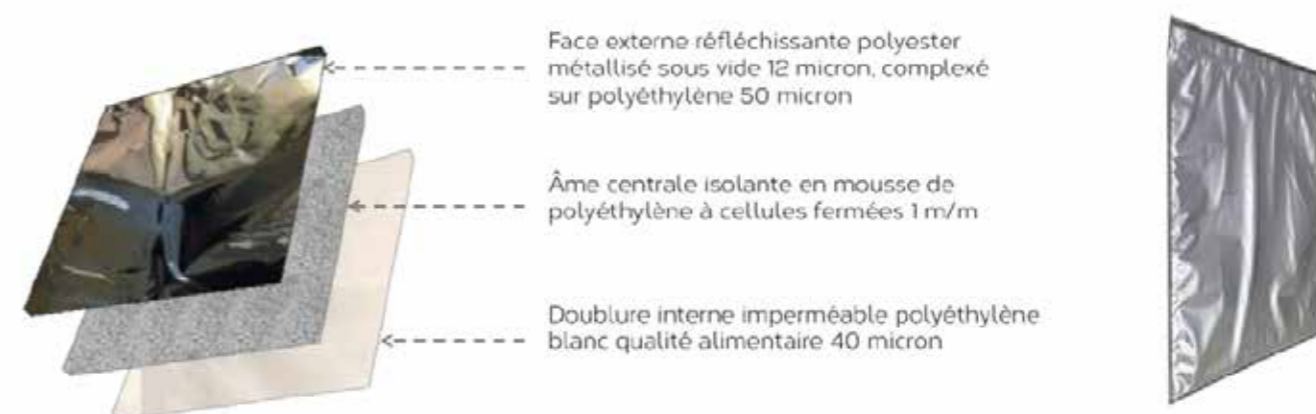 Face externe réfléchissante polyester
métallisé sous vide 12 micron, complexé
sur polyéthylène 50 micron
Âme centrale isolante en mousse de
polyéthylène à cellules fermées 1 m/m
Doublure interne imperméable polyéthylène
blanc qualité alimentaire 40 micron